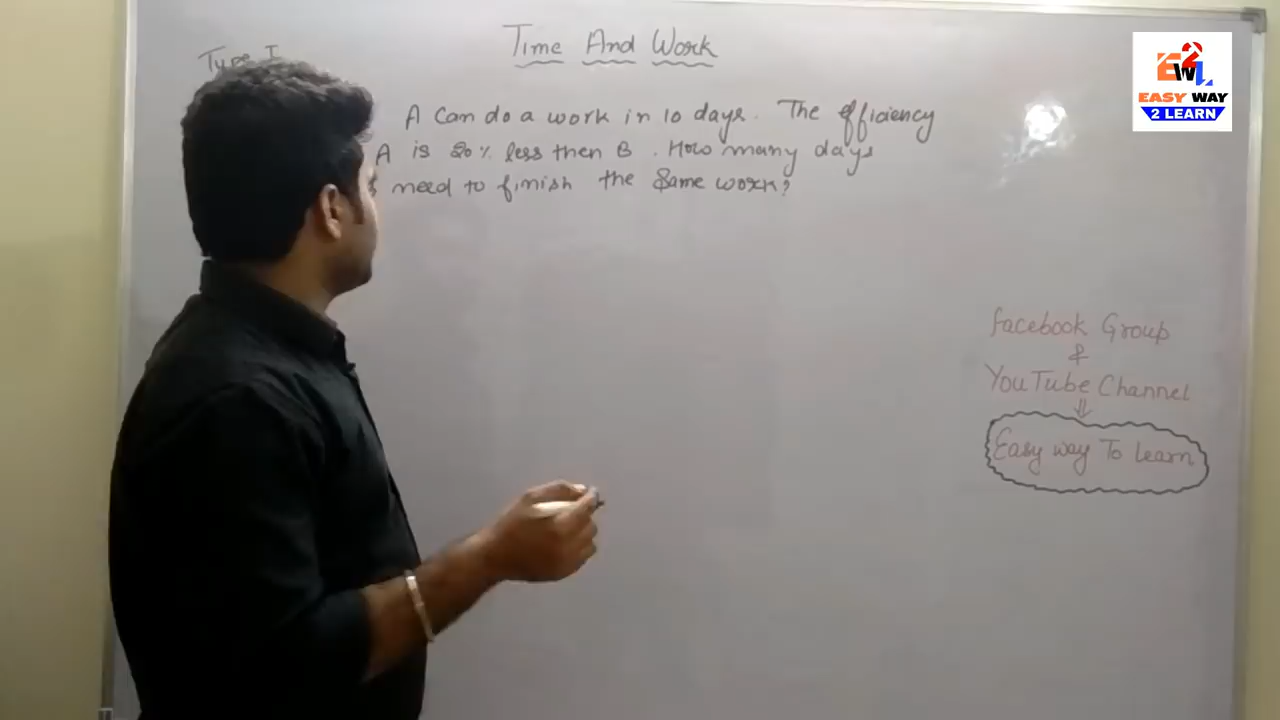 Time And Work
Type I
A Can do a work in 10 days. The efficiency
A is 20% less then B. How many days
need to finish the same work?
Facebook Group
&
YouTube Channel
⇓
Easy way To Learn
E2WL
EASY WAY
2 LEARN